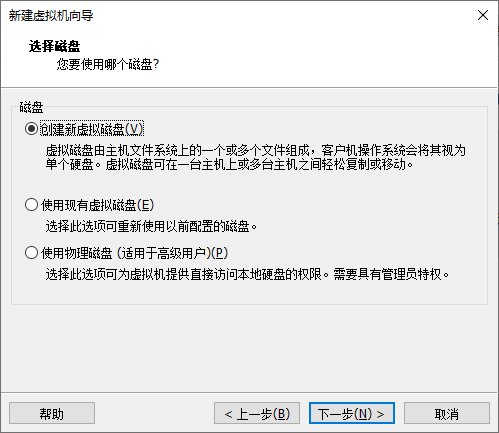 新建虚拟机向导
选择磁盘
您要使用哪个磁盘?
磁盘
创建新虚拟磁盘(V)
虚拟磁盘由主机文件系统上的一个或多个文件组成，客户机操作系统会将其视为
单个硬盘。虚拟磁盘可在一台主机上或多台主机之间轻松复制或移动。
使用现有虚拟磁盘(E)
选择此选项可重新使用以前配置的磁盘。
使用物理磁盘 (适用于高级用户)(P)
选择此选项可为虚拟机提供直接访问本地硬盘的权限。需要具有管理员特权。
帮助
< 上一步(B)
下一步(N) >
取消